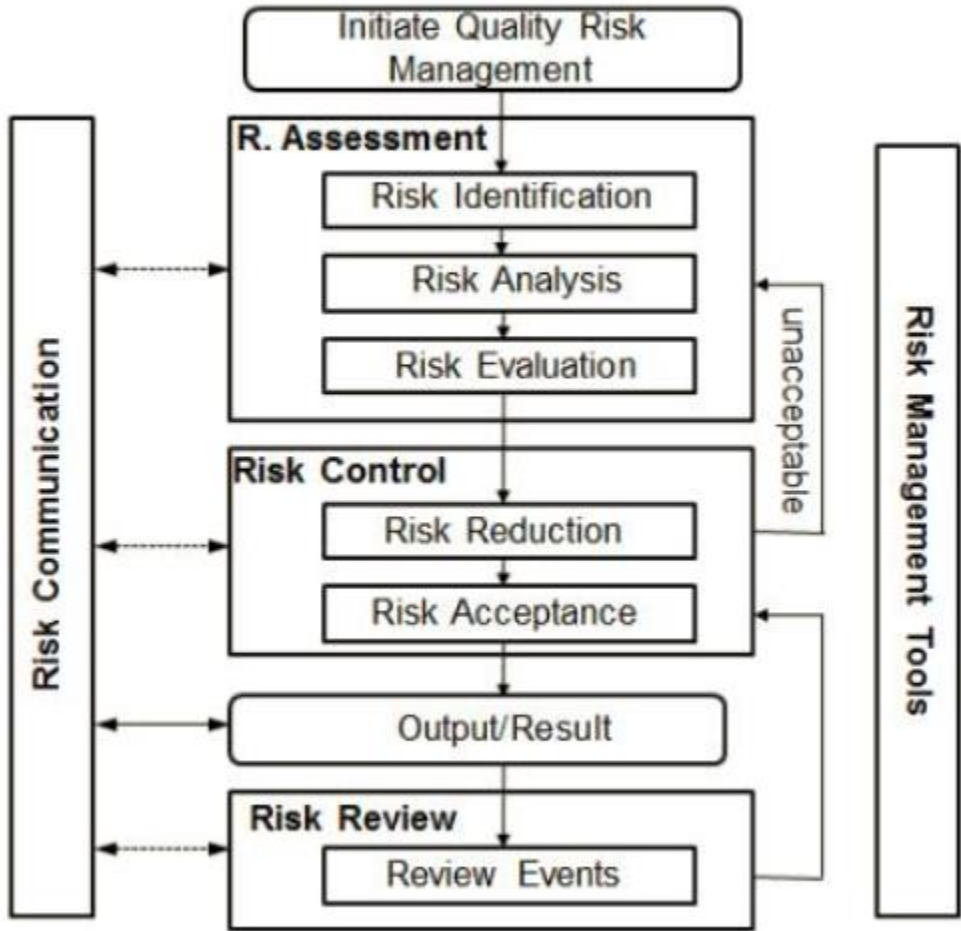 Initiate Quality Risk
Management
R. Assessment
Risk Identification
Risk Analysis
Risk Evaluation
unacceptable
Risk Control
Risk Reduction
Risk Acceptance
Output/Result
Risk Review
Review Events
Risk Communication
Risk Management Tools